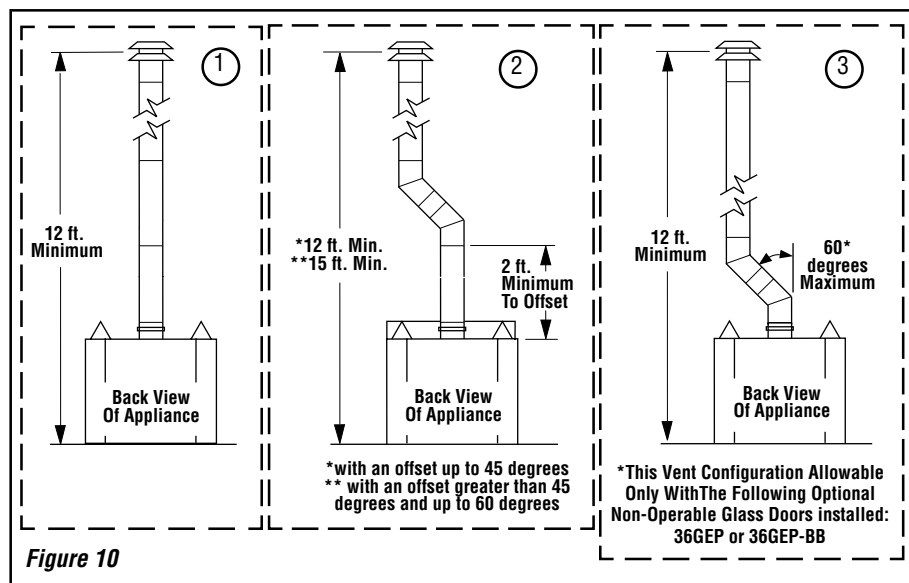 1
12 ft.
Minimum
Back View
Of Appliance
2
*12 ft. Min.
**15 ft. Min.
2 ft.
Minimum
To Offset
Back View
Of Appliance
*with an offset up to 45 degrees
** with an offset greater than 45
degrees and up to 60 degrees
3
12 ft.
Minimum
60*
degrees
Maximum
Back View
Of Appliance
*This Vent Configuration Allowable
Only WithThe Following Optional
Non-Operable Glass Doors installed:
36GEP or 36GEP-BB
Figure 10